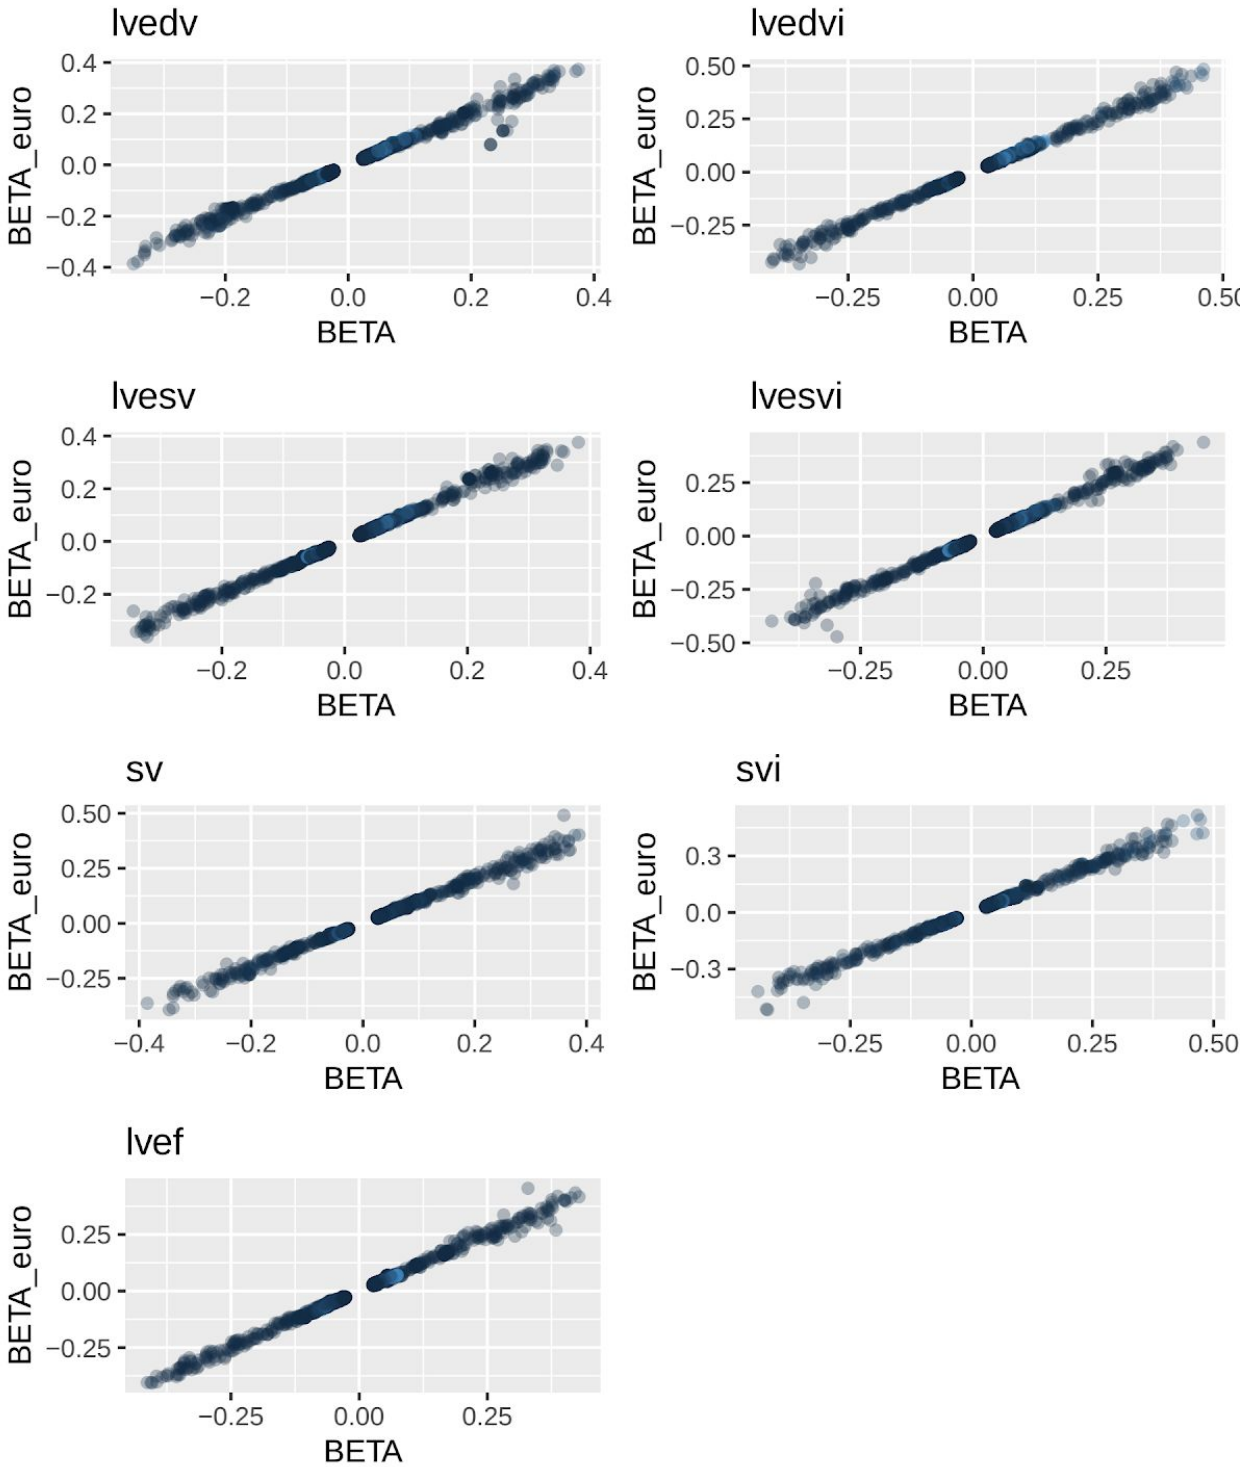 lvedv
lvedvi
0.4
0.2
0.0
−0.2
−0.4
BETA_euro
−0.2 0.0 0.2 0.4
BETA
0.50
0.25
0.00
−0.25
BETA_euro
−0.25 0.00 0.25 0.50
BETA
lvesv
lvesvi
0.4
0.2
0.0
−0.2
BETA_euro
−0.2 0.0 0.2 0.4
BETA
0.25
0.00
−0.25
−0.50
BETA_euro
−0.25 0.00 0.25
BETA
sv
svi
0.50
0.25
0.00
−0.25
BETA_euro
−0.4 −0.2 0.0 0.2 0.4
BETA
0.3
0.0
−0.3
BETA_euro
−0.25 0.00 0.25 0.50
BETA
lvef
0.25
0.00
−0.25
BETA_euro
−0.25 0.00 0.25
BETA